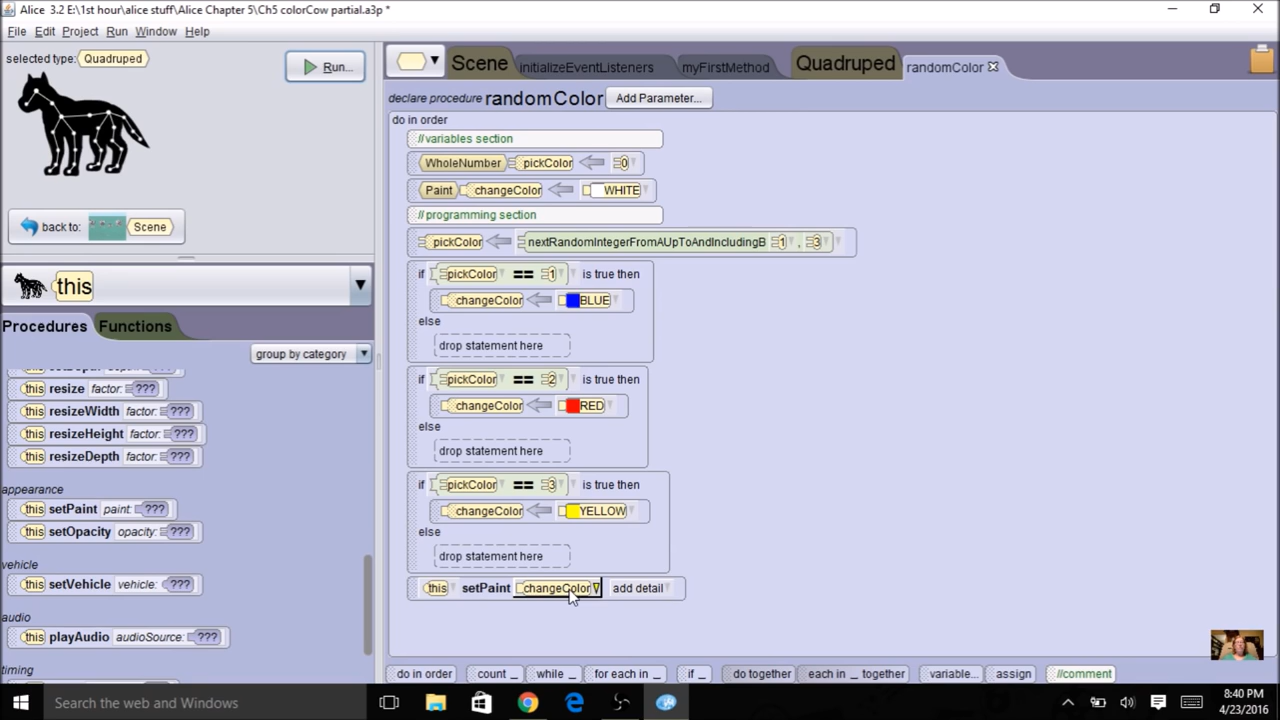 Alice 3.2 E:\1st hour\alice stuff\Alice Chapter 5\Ch5 colorCow partial.a3p *
File Edit Project Run Window Help
selected type: Quadruped
Run...
back to: Scene
this
Procedures Functions
group by category
this resize factor: ???
this resizeWidth factor: ???
this resizeHeight factor: ???
this resizeDepth factor: ???
appearance
this setPaint paint: ???
this setOpacity opacity: ???
vehicle
this setVehicle vehicle: ???
audio
this playAudio audioSource: ???
timing
Scene initializeEventListeners myFirstMethod Quadruped randomColor
declare procedure randomColor Add Parameter...
do in order
//variables section
WholeNumber pickColor 0
Paint changeColor WHITE
//programming section
pickColor nextRandomIntegerFromAUpToAndIncludingB 1 , 3
if pickColor == 1 is true then
changeColor BLUE
else
drop statement here
if pickColor == 2 is true then
changeColor RED
else
drop statement here
if pickColor == 3 is true then
changeColor YELLOW
else
drop statement here
this setPaint changeColor add detail
do in order count _ while _ for each in _ if _ do together each in _ together variable... assign //comment
Search the web and Windows
8:40 PM
4/23/2016